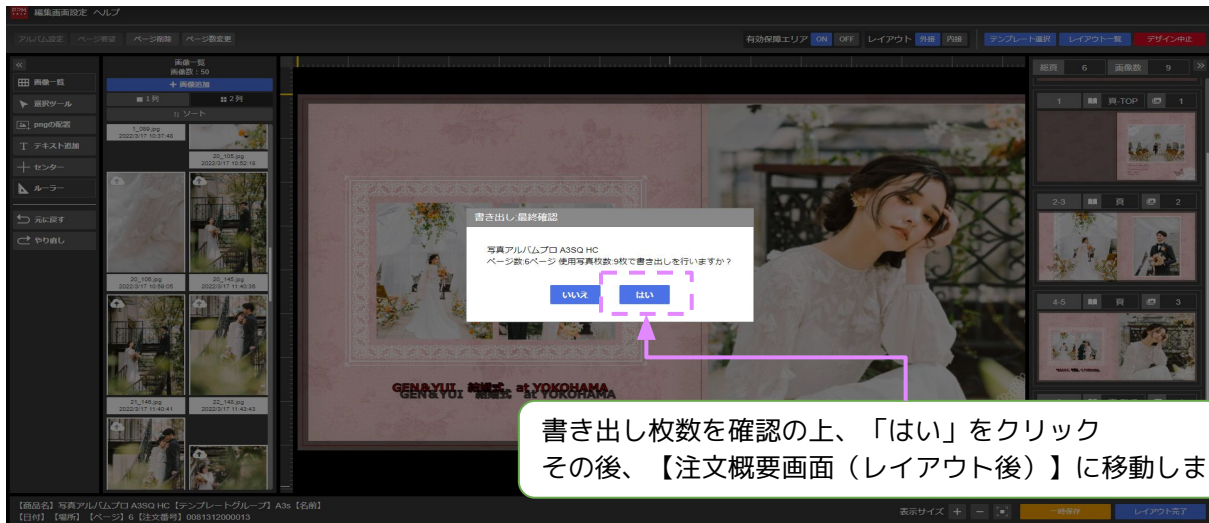 編集画面設定 ヘルプ
アルバム設定 ページ複製 ページ削除 ページ数変更
有効保障エリア ON OFF レイアウト 外接 内接 テンプレート選択 レイアウト一覧 デザイン中止
画像一覧
画像数 : 50
+ 画像追加
1列 2列
ソート
画像一覧
選択ツール
pngの配置
テキスト追加
センター
ルーラー
元に戻す
やり直し
1_089.jpg
2022/3/17 10:37:48
20_105.jpg
2022/3/17 10:52:16
20_108.jpg
2022/3/17 10:59:05
20_145.jpg
2022/3/17 11:40:38
21_146.jpg
2022/3/17 11:40:41
22_148.jpg
2022/3/17 11:43:43
書き出し:最終確認
写真アルバムプロ A3SQ HC
ページ数:6ページ 使用写真枚数:9枚で書き出しを行いますか？
いいえ はい
GEN&YUI 結婚式 at YOKOHAMA
GEN&YUI 結婚式 at YOKOHAMA
総頁 6 画像数 9
1 頁-TOP 1
2-3 頁 2
4-5 頁 3
書き出し枚数を確認の上、「はい」をクリック
その後、【注文概要画面（レイアウト後）】に移動しま
【商品名】写真アルバムプロ A3SQ HC【テンプレートグループ】A3s【名前】
【日付】【場所】【ページ】6【注文番号】0081312000013
表示サイズ + −
一時保存 レイアウト完了